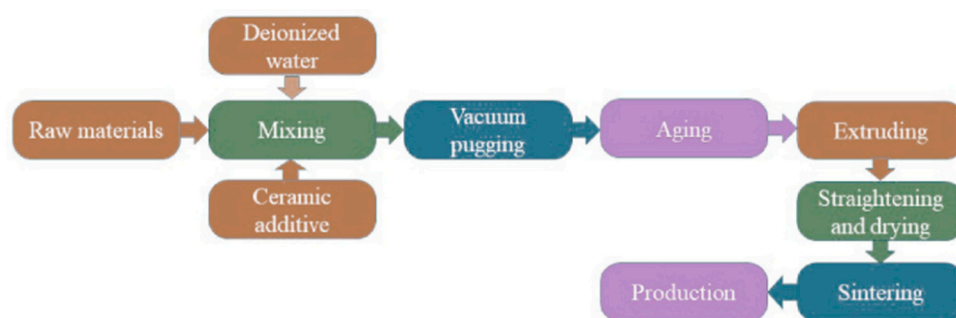 Deionized
water
Raw materials
Mixing
Vacuum
pugging
Aging
Extruding
Ceramic
additive
Straightening
and drying
Production
Sintering